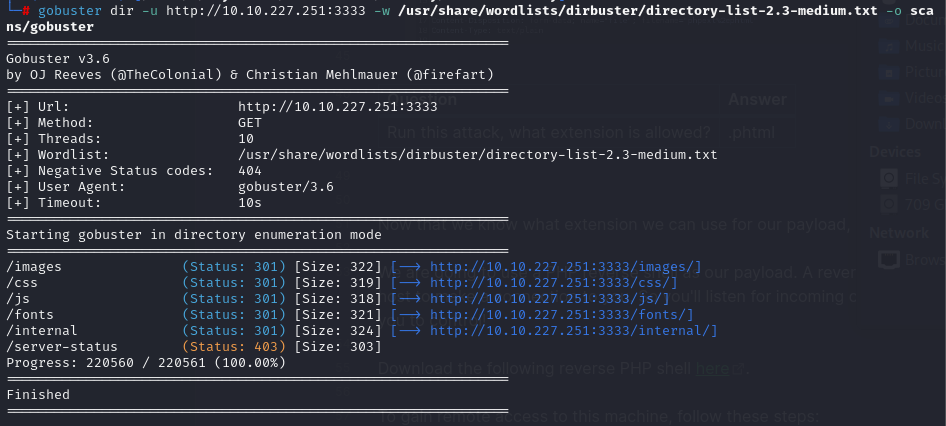 └─# gobuster dir -u http://10.10.227.251:3333 -w /usr/share/wordlists/dirbuster/directory-list-2.3-medium.txt -o sca
ns/gobuster
===============================================================
Gobuster v3.6
by OJ Reeves (@TheColonial) & Christian Mehlmauer (@firefart)
===============================================================
[+] Url: http://10.10.227.251:3333
[+] Method: GET
[+] Threads: 10
[+] Wordlist: /usr/share/wordlists/dirbuster/directory-list-2.3-medium.txt
[+] Negative Status codes: 404
[+] User Agent: gobuster/3.6
[+] Timeout: 10s
===============================================================
Starting gobuster in directory enumeration mode
===============================================================
/images (Status: 301) [Size: 322] [--> http://10.10.227.251:3333/images/]
/css (Status: 301) [Size: 319] [--> http://10.10.227.251:3333/css/]
/js (Status: 301) [Size: 318] [--> http://10.10.227.251:3333/js/]
/fonts (Status: 301) [Size: 321] [--> http://10.10.227.251:3333/fonts/]
/internal (Status: 301) [Size: 324] [--> http://10.10.227.251:3333/internal/]
/server-status (Status: 403) [Size: 303]
Progress: 220560 / 220561 (100.00%)
===============================================================
Finished
===============================================================
Question Answer
Run this attack, what extension is allowed? .phtml
Now that we know what extension we can use for our payload,
our payload. A rever
you'll listen for incoming c
Download the following reverse PHP shell here
To gain remote access to this machine, follow these steps:
Music
Devices
File Sy
709 G
Network
Brows